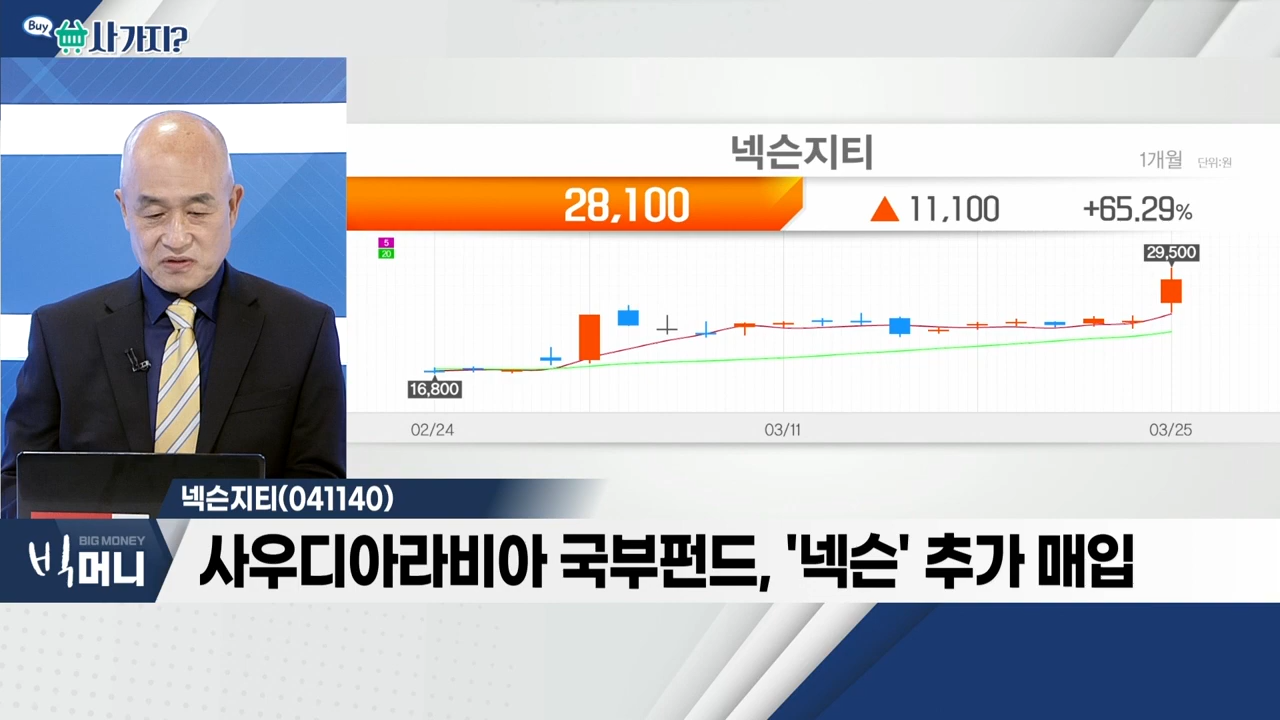 Buy
사가지?
넥슨지티
1개월 단위:원
28,100 ▲ 11,100 +65.29%
5
20
29,500
16,800
02/24 03/11 03/25
넥슨지티(041140)
BIG MONEY
빅머니
사우디아라비아 국부펀드, '넥슨' 추가 매입